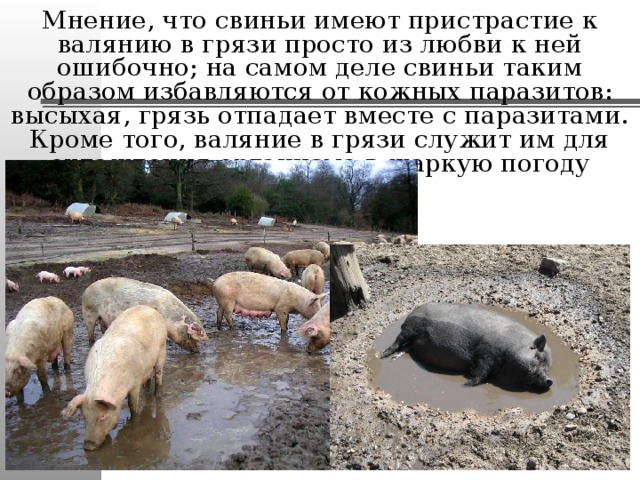 Мнение, что свиньи имеют пристрастие к
валянию в грязи просто из любви к ней
ошибочно; на самом деле свиньи таким
образом избавляются от кожных паразитов:
высыхая, грязь отпадает вместе с паразитами.
Кроме того, валяние в грязи служит им для
жаркую погоду